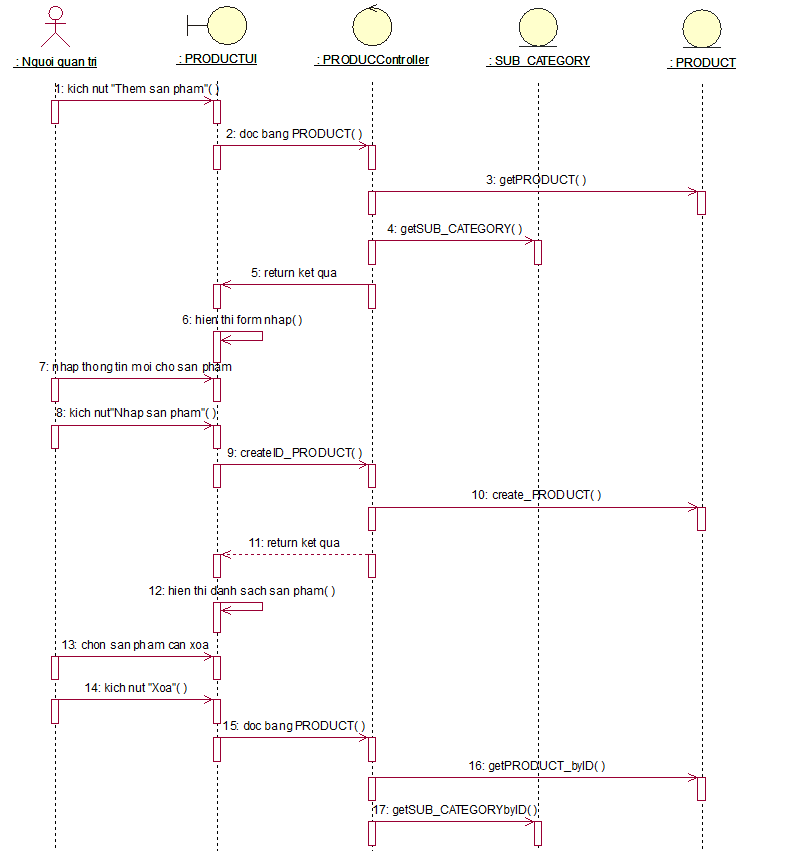 : Nguoi quan tri
: PRODUCTUI
: PRODUCController
: SUB_CATEGORY
: PRODUCT
1: kich nut "Them san pham"( )
2: doc bang PRODUCT( )
3: getPRODUCT( )
4: getSUB_CATEGORY( )
5: return ket qua
6: hien thi form nhap( )
7: nhap thong tin moi cho san pham
8: kich nut"Nhap san pham"( )
9: createID_PRODUCT( )
10: create_PRODUCT( )
11: return ket qua
12: hien thi danh sach san pham( )
13: chon san pham can xoa
14: kich nut "Xoa"( )
15: doc bang PRODUCT( )
16: getPRODUCT_byID( )
17: getSUB_CATEGORYbyID( )